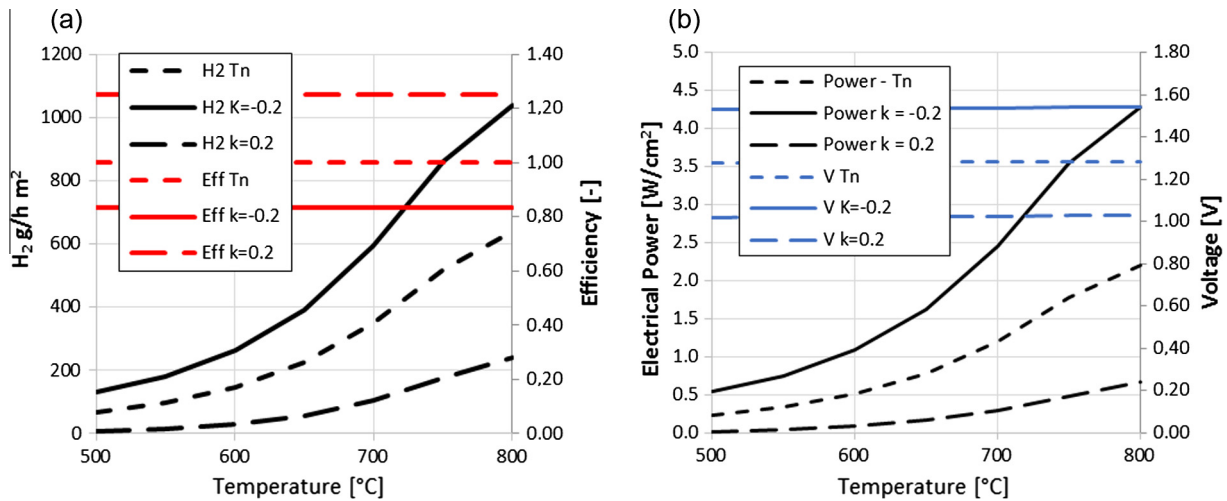 (a)
1200
1000
800
600
400
200
0
H₂ g/h m²
H2 Tn
H2 K=-0.2
H2 k=0.2
Eff Tn
Eff k=-0.2
Eff k=0.2
1.40
1.20
1.00
0.80
0.60
0.40
0.20
0.00
Efficiency [-]
500
600
700
800
Temperature [°C]
(b)
5.0
4.5
4.0
3.5
3.0
2.5
2.0
1.5
1.0
0.5
0.0
Electrical Power [W/cm²]
Power - Tn
Power k = -0.2
Power k = 0.2
V Tn
V K=-0.2
V k=0.2
1.80
1.60
1.40
1.20
1.00
0.80
0.60
0,40
0.20
0.00
Voltage [V]
500
600
700
800
Temperature [°C]